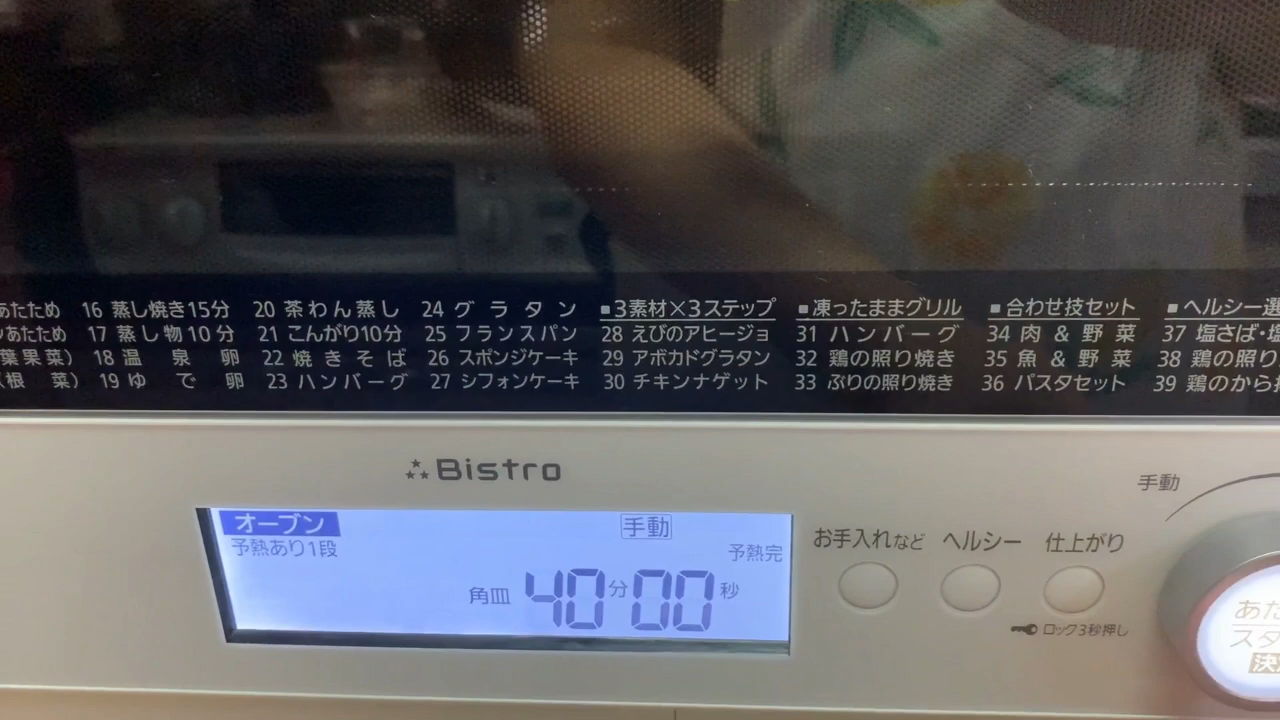 あたため 16 蒸し焼き15分 20 茶わん蒸し 24 グラタン ■3素材×3ステップ ■凍ったままグリル ■合わせ技セット ■ヘルシー選
あたため 17 蒸し物10分 21 こんがり10分 25 フランスパン 28 えびのアヒージョ 31 ハンバーグ 34 肉&野菜 37 塩さば・塩
葉果菜) 18 温泉卵 22 焼きそば 26 スポンジケーキ 29 アボカドグラタン 32 鶏の照り焼き 35 魚&野菜 38 鶏の照り
(根菜) 19 ゆで卵 23 ハンバーグ 27 シフォンケーキ 30 チキンナゲット 33 ぶりの照り焼き 36 パスタセット 39 鶏のから
Bistro
手動
オーブン 手動
予熱あり1段 予熱完
角皿 40分00秒
お手入れなど ヘルシー 仕上がり
ロック3秒押し
あた
スタ
決